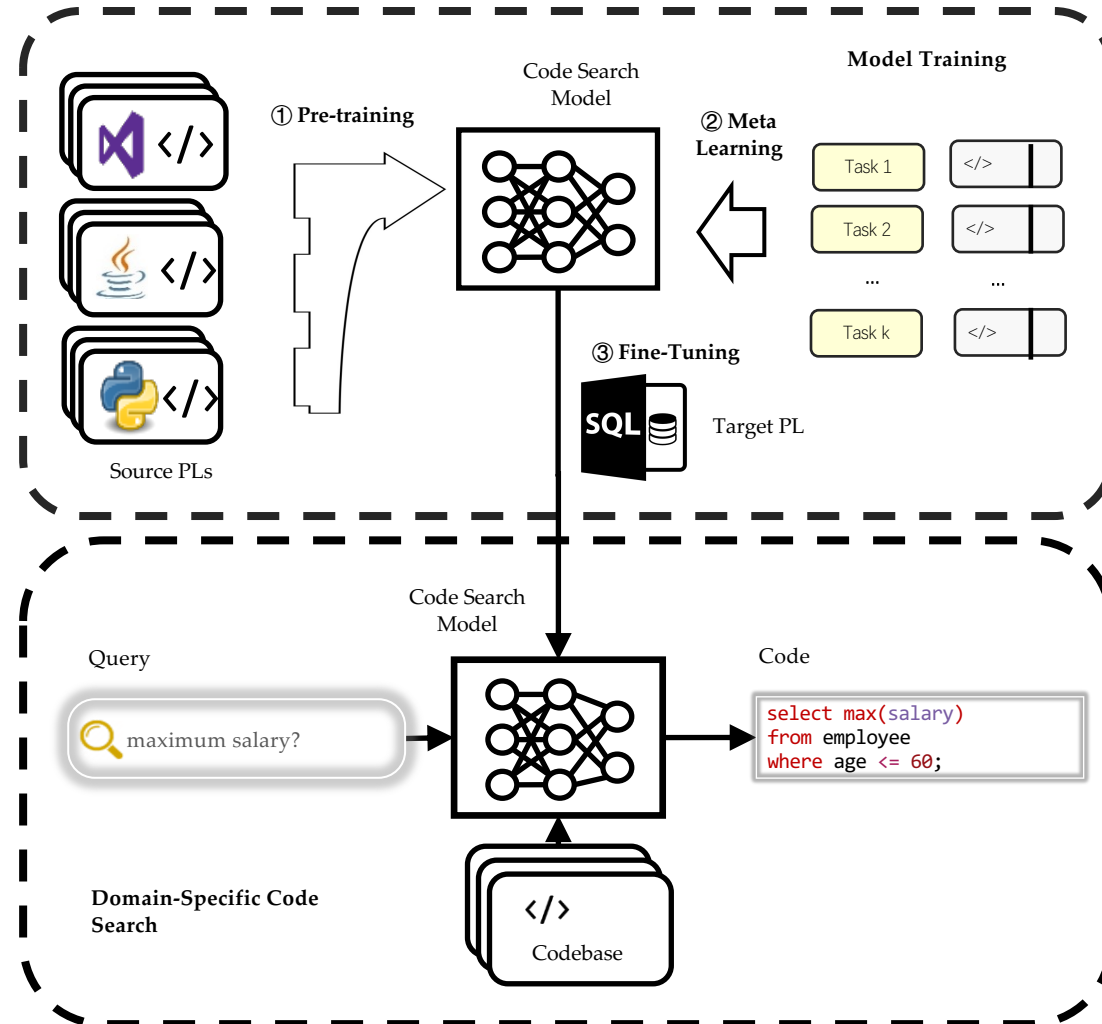 Model Training
Code Search
Model
① Pre-training
② Meta
Learning
</>
</>
</>
Source PLs
Task 1
</>
Task 2
</>
...
...
Task k
</>
③ Fine-Tuning
SQL
Target PL
Code Search
Model
Query
maximum salary?
Code
select max(salary)
from employee
where age <= 60;
</>
Codebase
Domain-Specific Code
Search